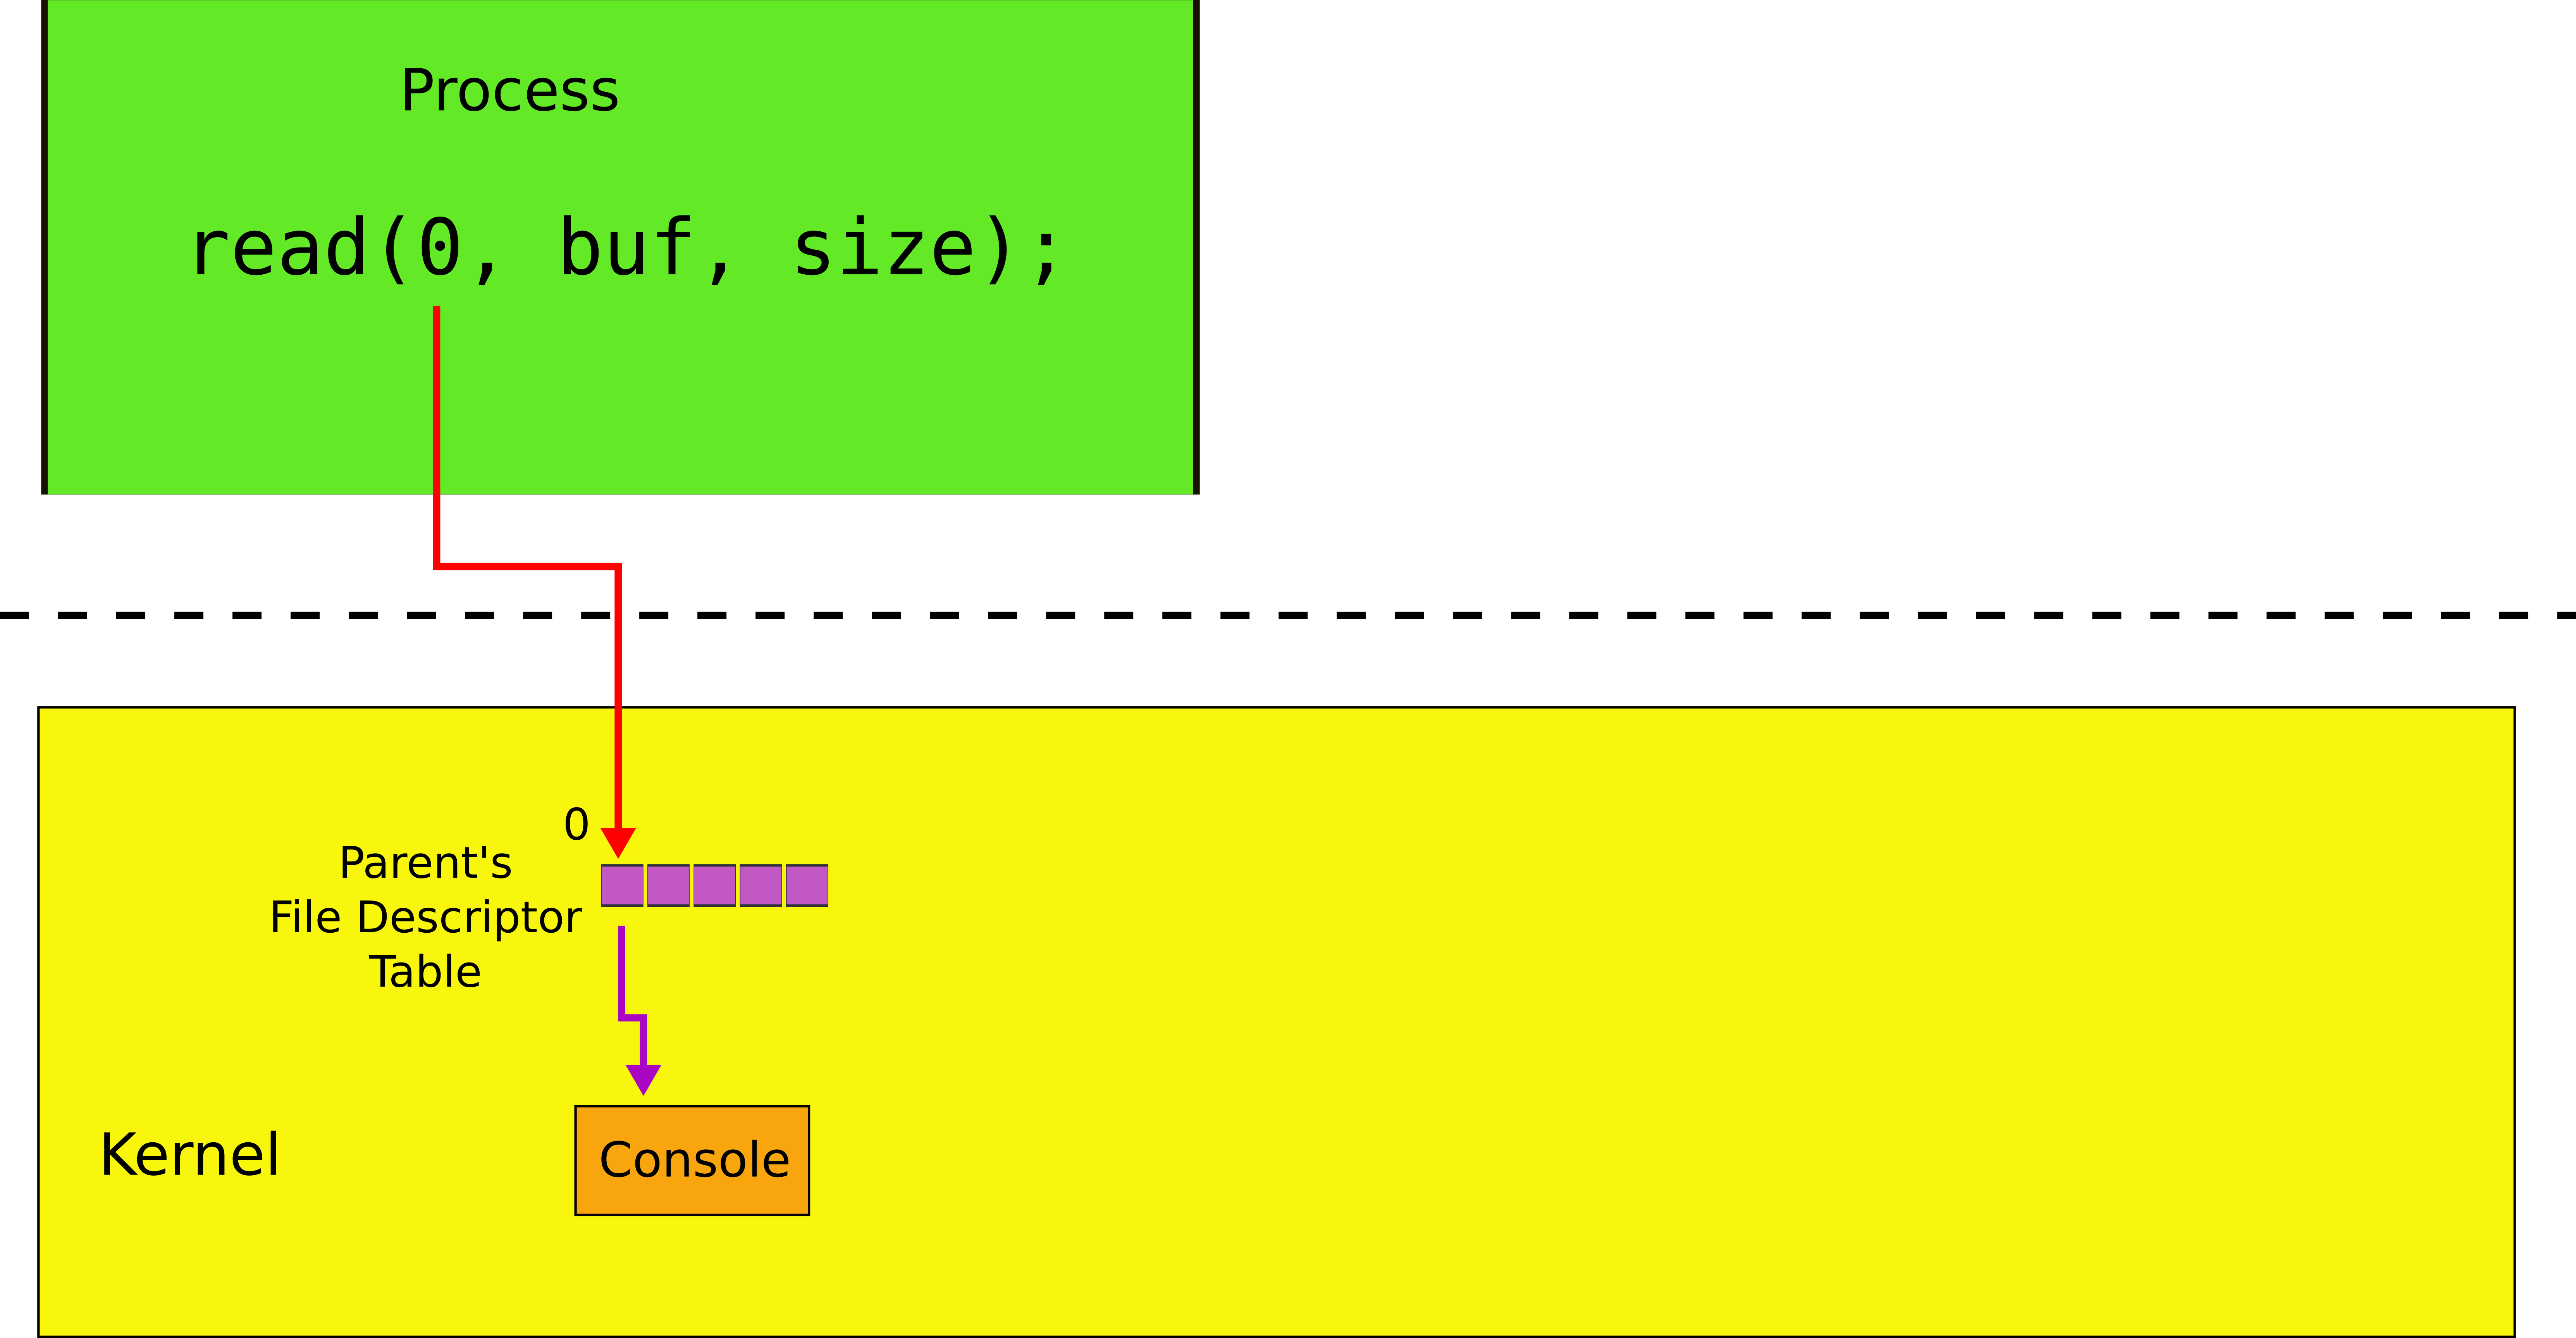 Process
read(0, buf, size);
0
Parent's
File Descriptor
Table
Kernel
Console